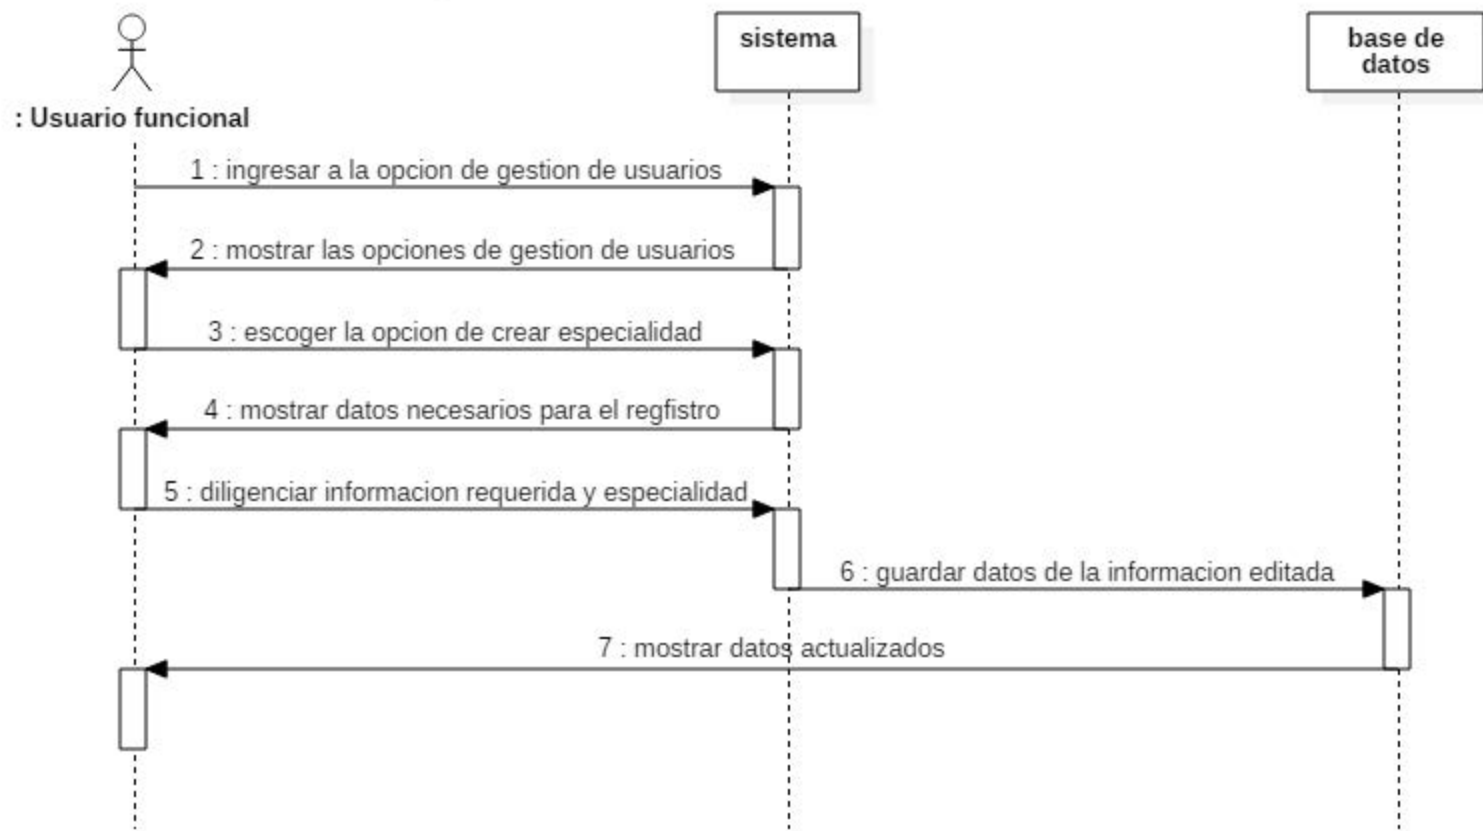 sistema
base de
datos
: Usuario funcional
1 : ingresar a la opcion de gestion de usuarios
2 : mostrar las opciones de gestion de usuarios
3 : escoger la opcion de crear especialidad
4 : mostrar datos necesarios para el regfistro
5 : diligenciar informacion requerida y especialidad
6 : guardar datos de la informacion editada
7 : mostrar datos actualizados